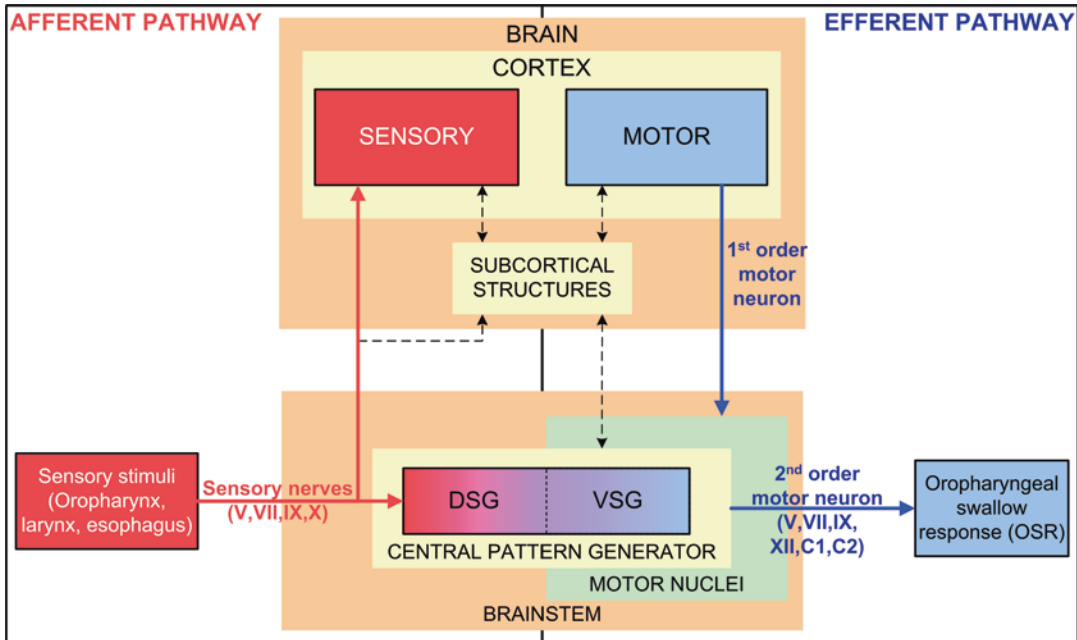 AFFERENT PATHWAY
EFFERENT PATHWAY
BRAIN
CORTEX
SENSORY
MOTOR
SUBCORTICAL
STRUCTURES
1st order
motor
neuron
Sensory stimuli
(Oropharynx,
larynx, esophagus)
Sensory nerves
(V,VII,IX,X)
DSG
VSG
CENTRAL PATTERN GENERATOR
MOTOR NUCLEI
BRAINSTEM
2nd order
motor neuron
(V,VII,IX,
XII,C1,C2)
Oropharyngeal
swallow
response (OSR)